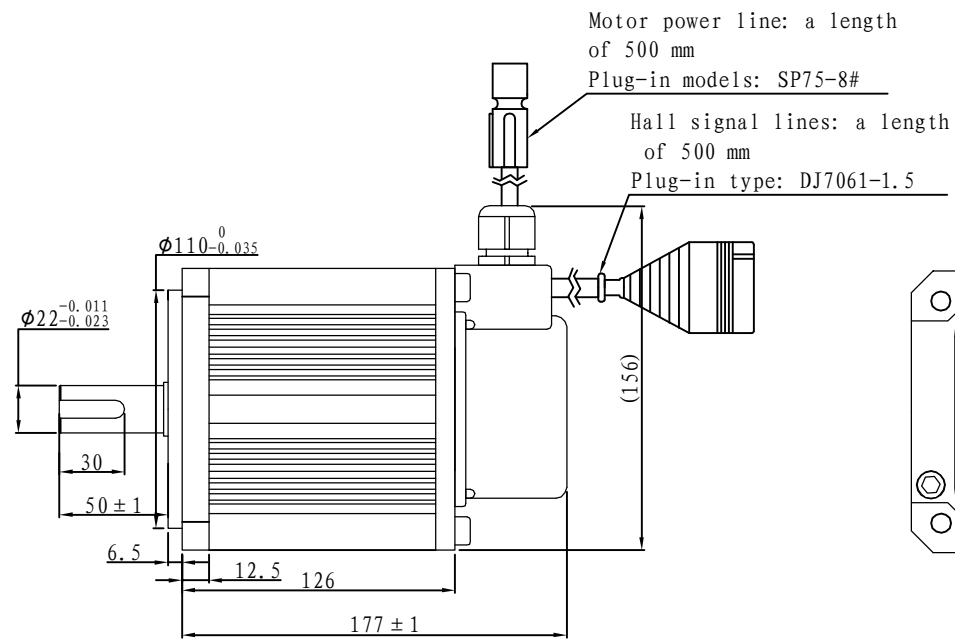 Motor power line: a length
of 500 mm
Plug-in models: SP75-8#
Hall signal lines: a length
of 500 mm
Plug-in type: DJ7061-1.5
ϕ110 0 -0.035
ϕ22 -0.011 -0.023
(156)
30
50±1
6.5
12.5
126
177±1